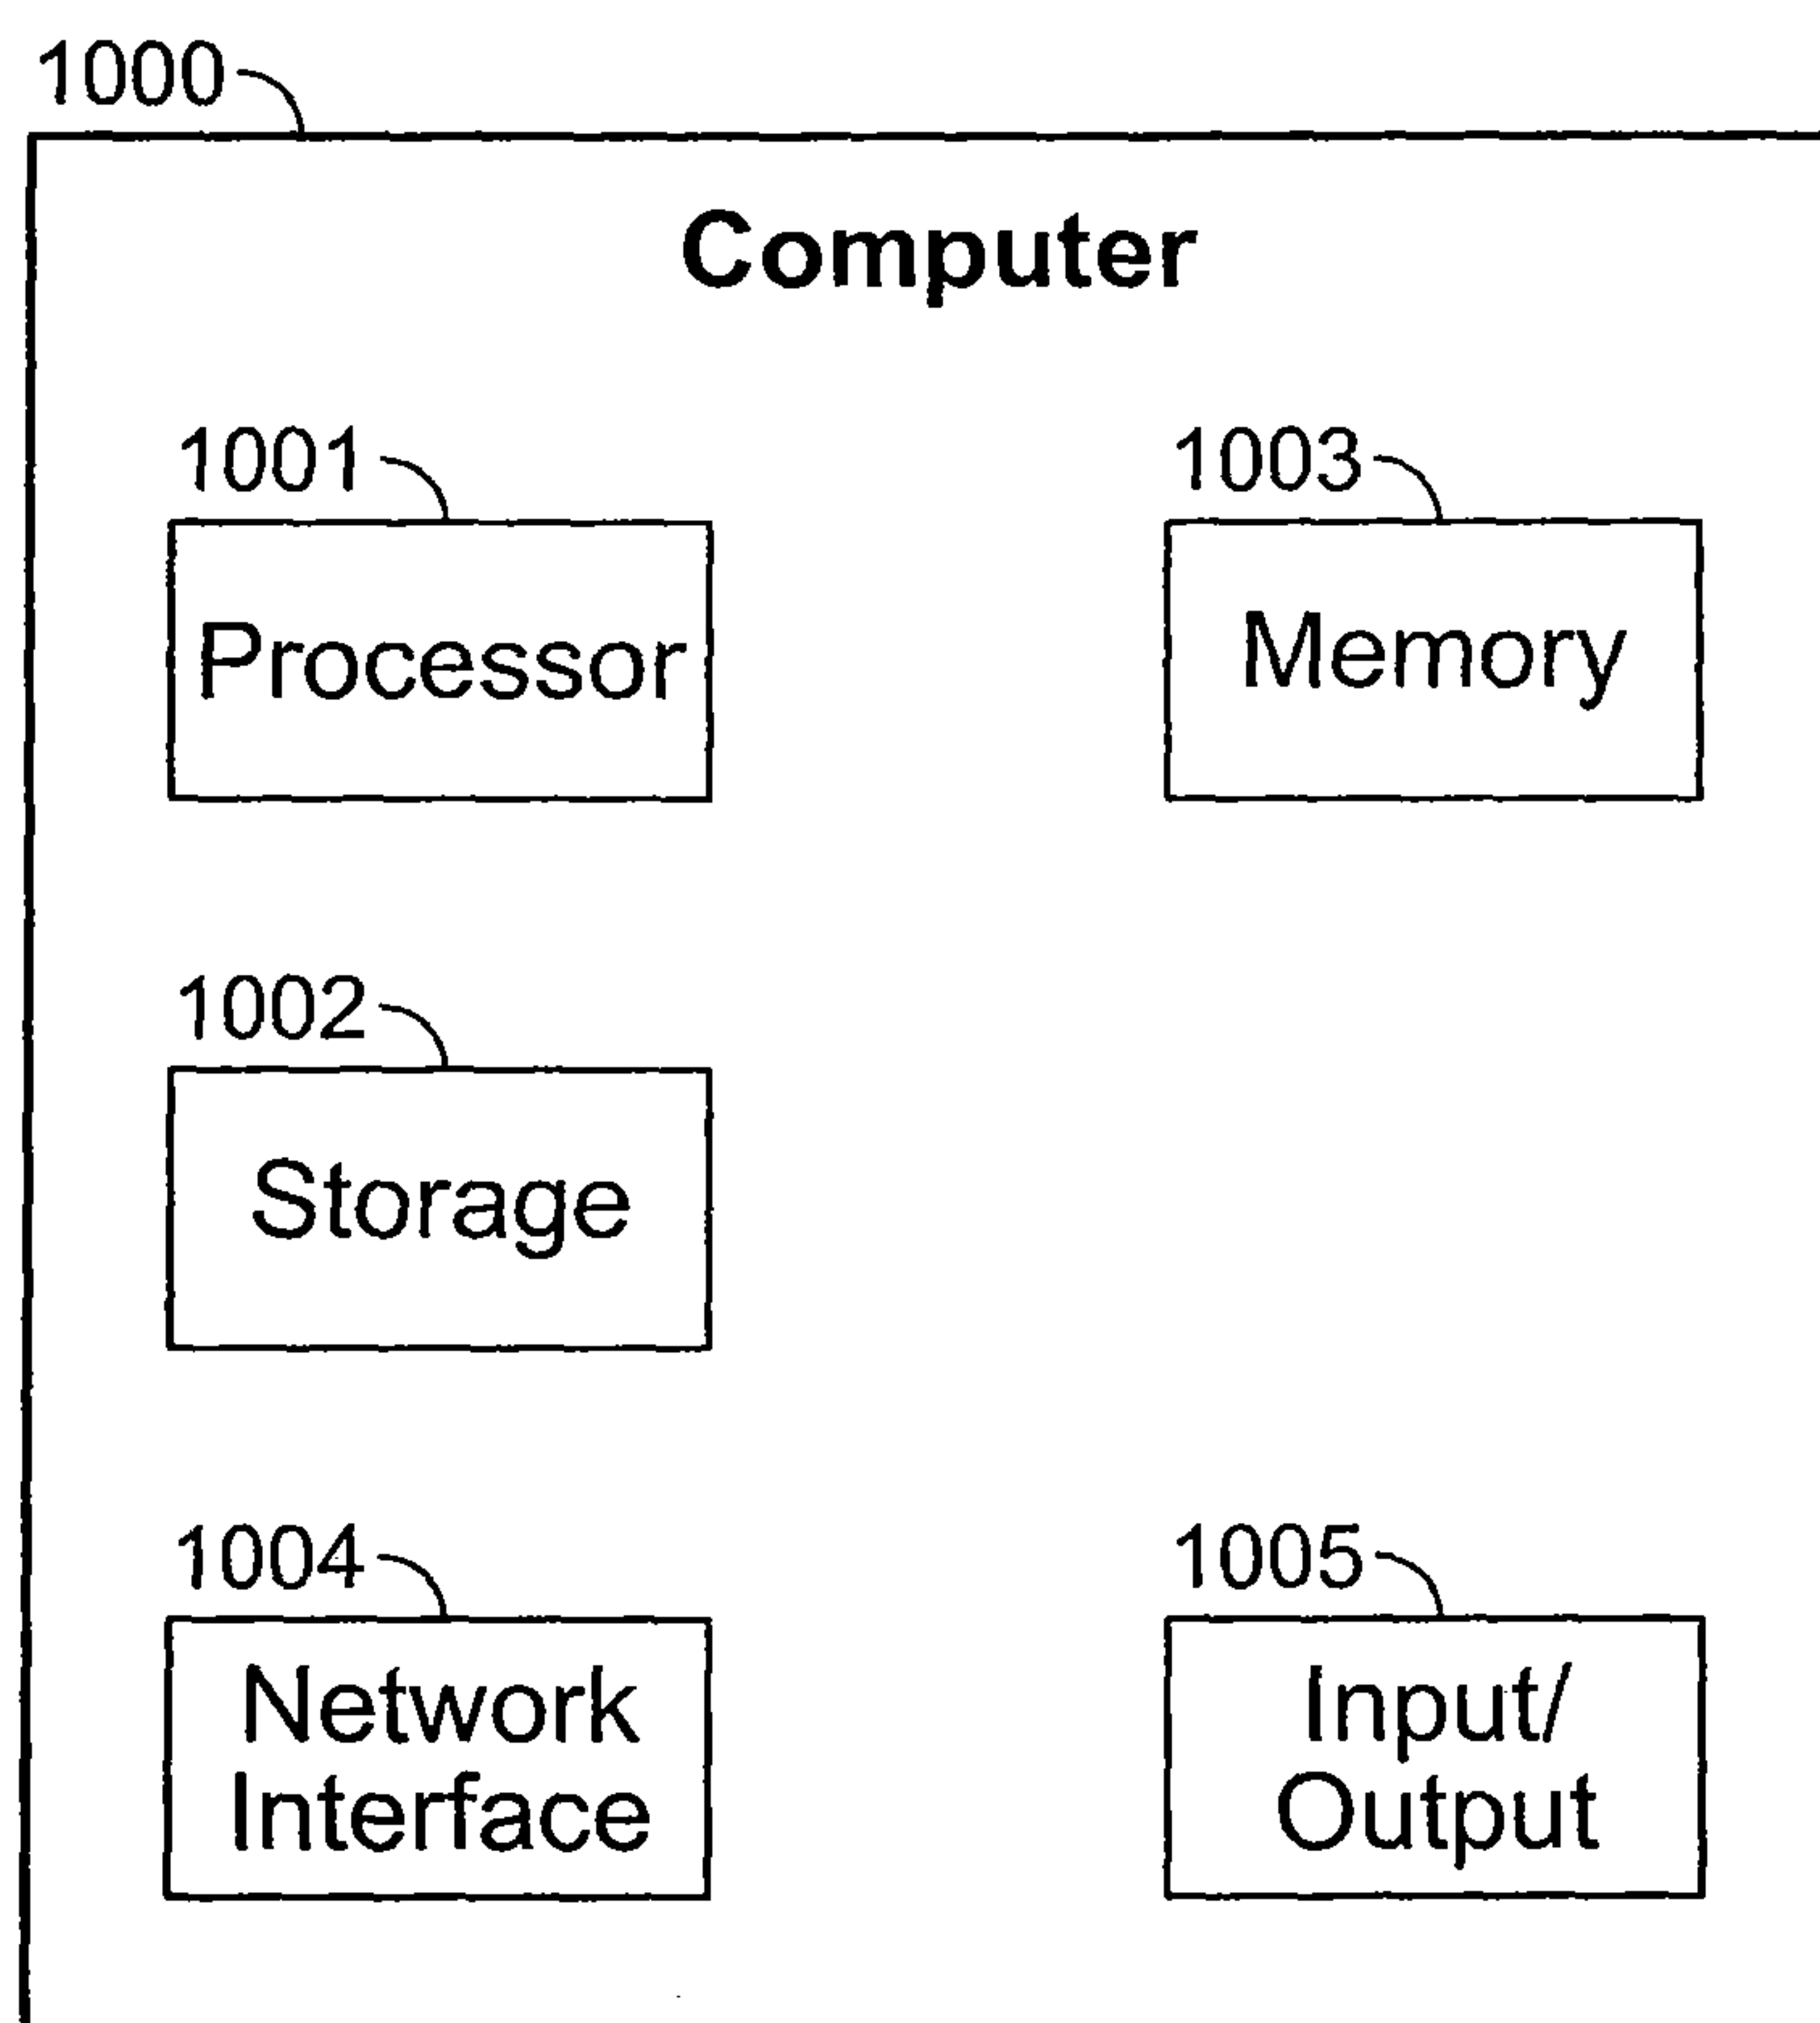 1000
Computer
1001
Processor
1003
Memory
1002
Storage
1004
Network
Interface
1005
Input/
Output